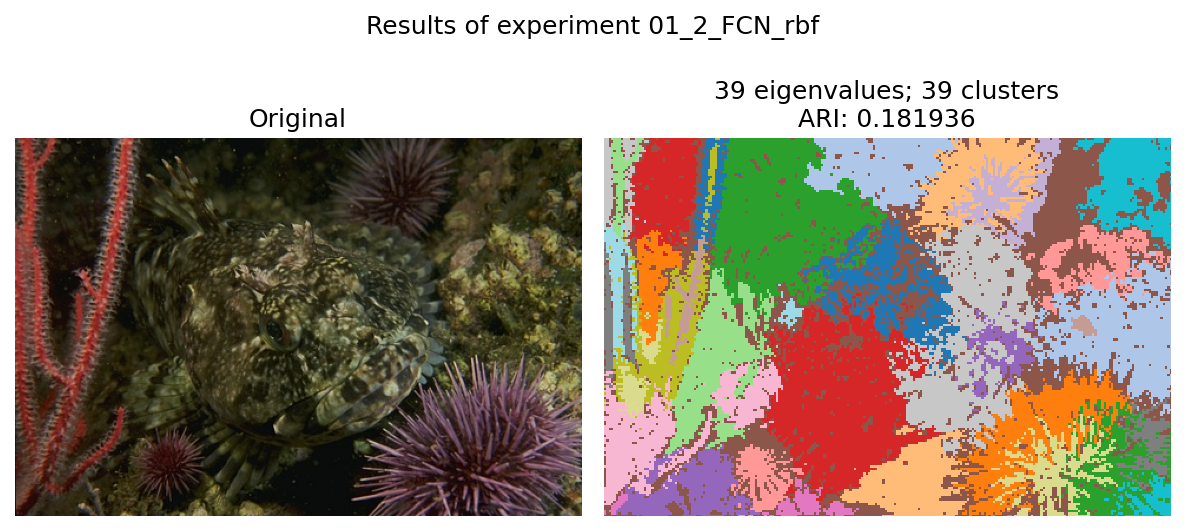 Results of experiment 01_2_FCN_rbf
Original
39 eigenvalues; 39 clusters
ARI: 0.181936